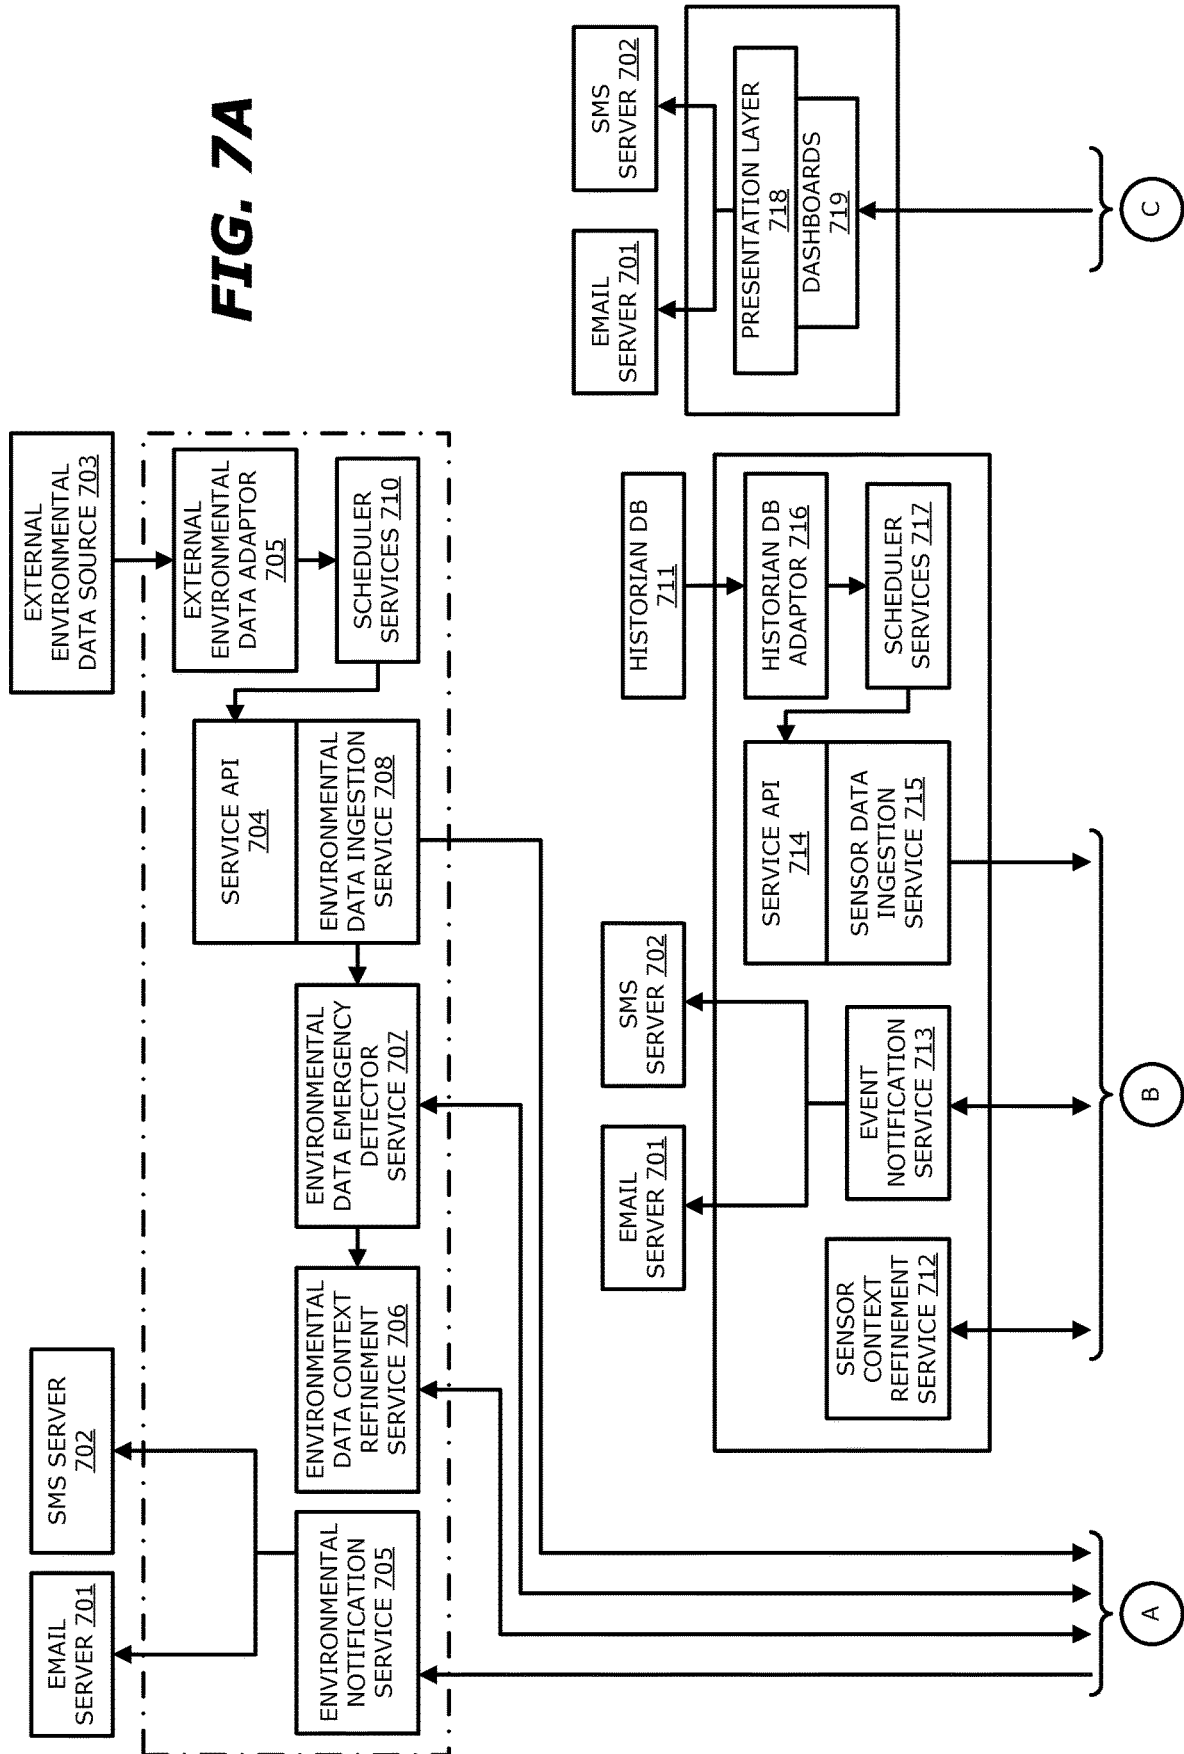 FIG. 7A
EMAIL
SERVER 701
SMS SERVER
702
EXTERNAL
ENVIRONMENTAL
DATA SOURCE 703
ENVIRONMENTAL
NOTIFICATION
SERVICE 705
ENVIRONMENTAL
DATA CONTEXT
REFINEMENT
SERVICE 706
ENVIRONMENTAL
DATA EMERGENCY
DETECTOR
SERVICE 707
SERVICE API
704
ENVIRONMENTAL
DATA INGESTION
SERVICE 708
EXTERNAL
ENVIRONMENTAL
DATA ADAPTOR
705
SCHEDULER
SERVICES 710
EMAIL
SERVER 701
SMS
SERVER 702
HISTORIAN DB
711
SENSOR
CONTEXT
REFINEMENT
SERVICE 712
EVENT
NOTIFICATION
SERVICE 713
SERVICE API
714
SENSOR DATA
INGESTION
SERVICE 715
HISTORIAN DB
ADAPTOR 716
SCHEDULER
SERVICES 717
EMAIL
SERVER 701
SMS
SERVER 702
PRESENTATION LAYER
718
DASHBOARDS
719
A
B
C